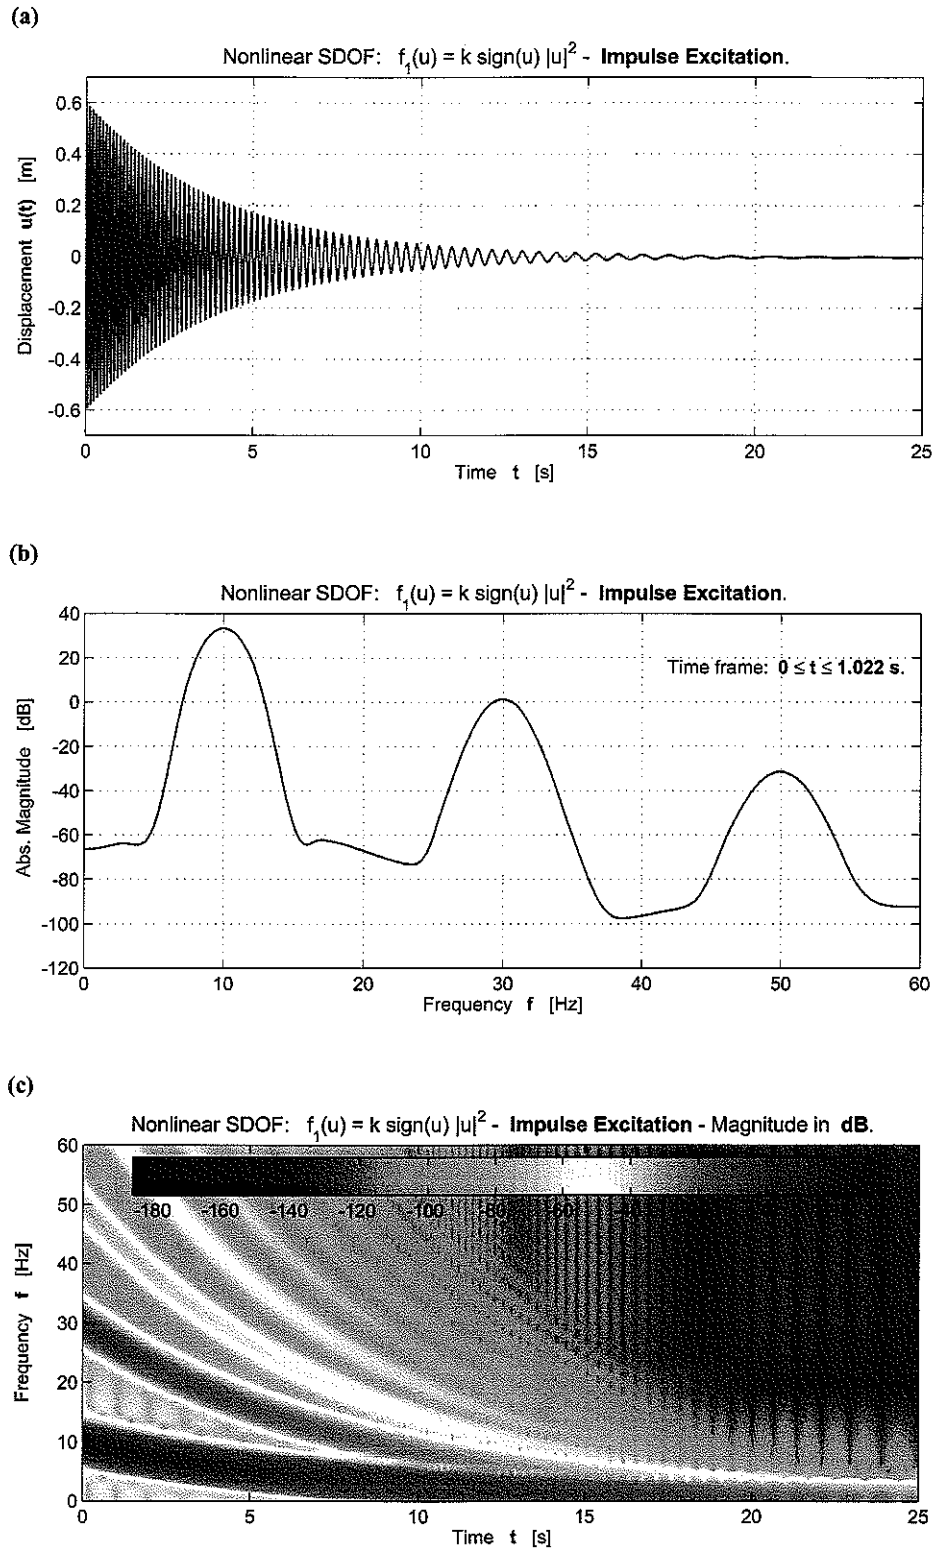 (a)
Nonlinear SDOF: f₁(u) = k sign(u) |u|² - Impulse Excitation.
Displacement u(t) [m]
0.6
0.4
0.2
0
-0.2
-0.4
-0.6
0 5 10 15 20 25
Time t [s]
(b)
Nonlinear SDOF: f₁(u) = k sign(u) |u|² - Impulse Excitation.
Abs. Magnitude [dB]
40
20
0
-20
-40
-60
-80
-100
-120
Time frame: 0 ≤ t ≤ 1.022 s.
0 10 20 30 40 50 60
Frequency f [Hz]
(c)
Nonlinear SDOF: f₁(u) = k sign(u) |u|² - Impulse Excitation - Magnitude in dB.
Frequency f [Hz]
60
50
40
30
20
10
0
-180 -160 -140 -120 -100 -80 -60 -40
0 5 10 15 20 25
Time t [s]